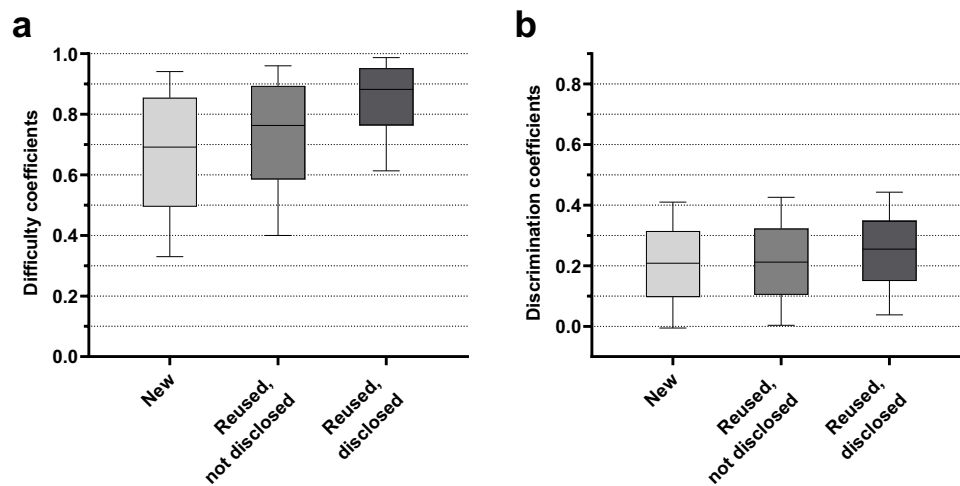 a
Difficulty coefficients
1.0
0.8
0.6
0.4
0.2
0.0
New
Reused,
not disclosed
Reused,
disclosed
b
Discrimination coefficients
0.8
0.6
0.4
0.2
0.0
New
Reused,
not disclosed
Reused,
disclosed